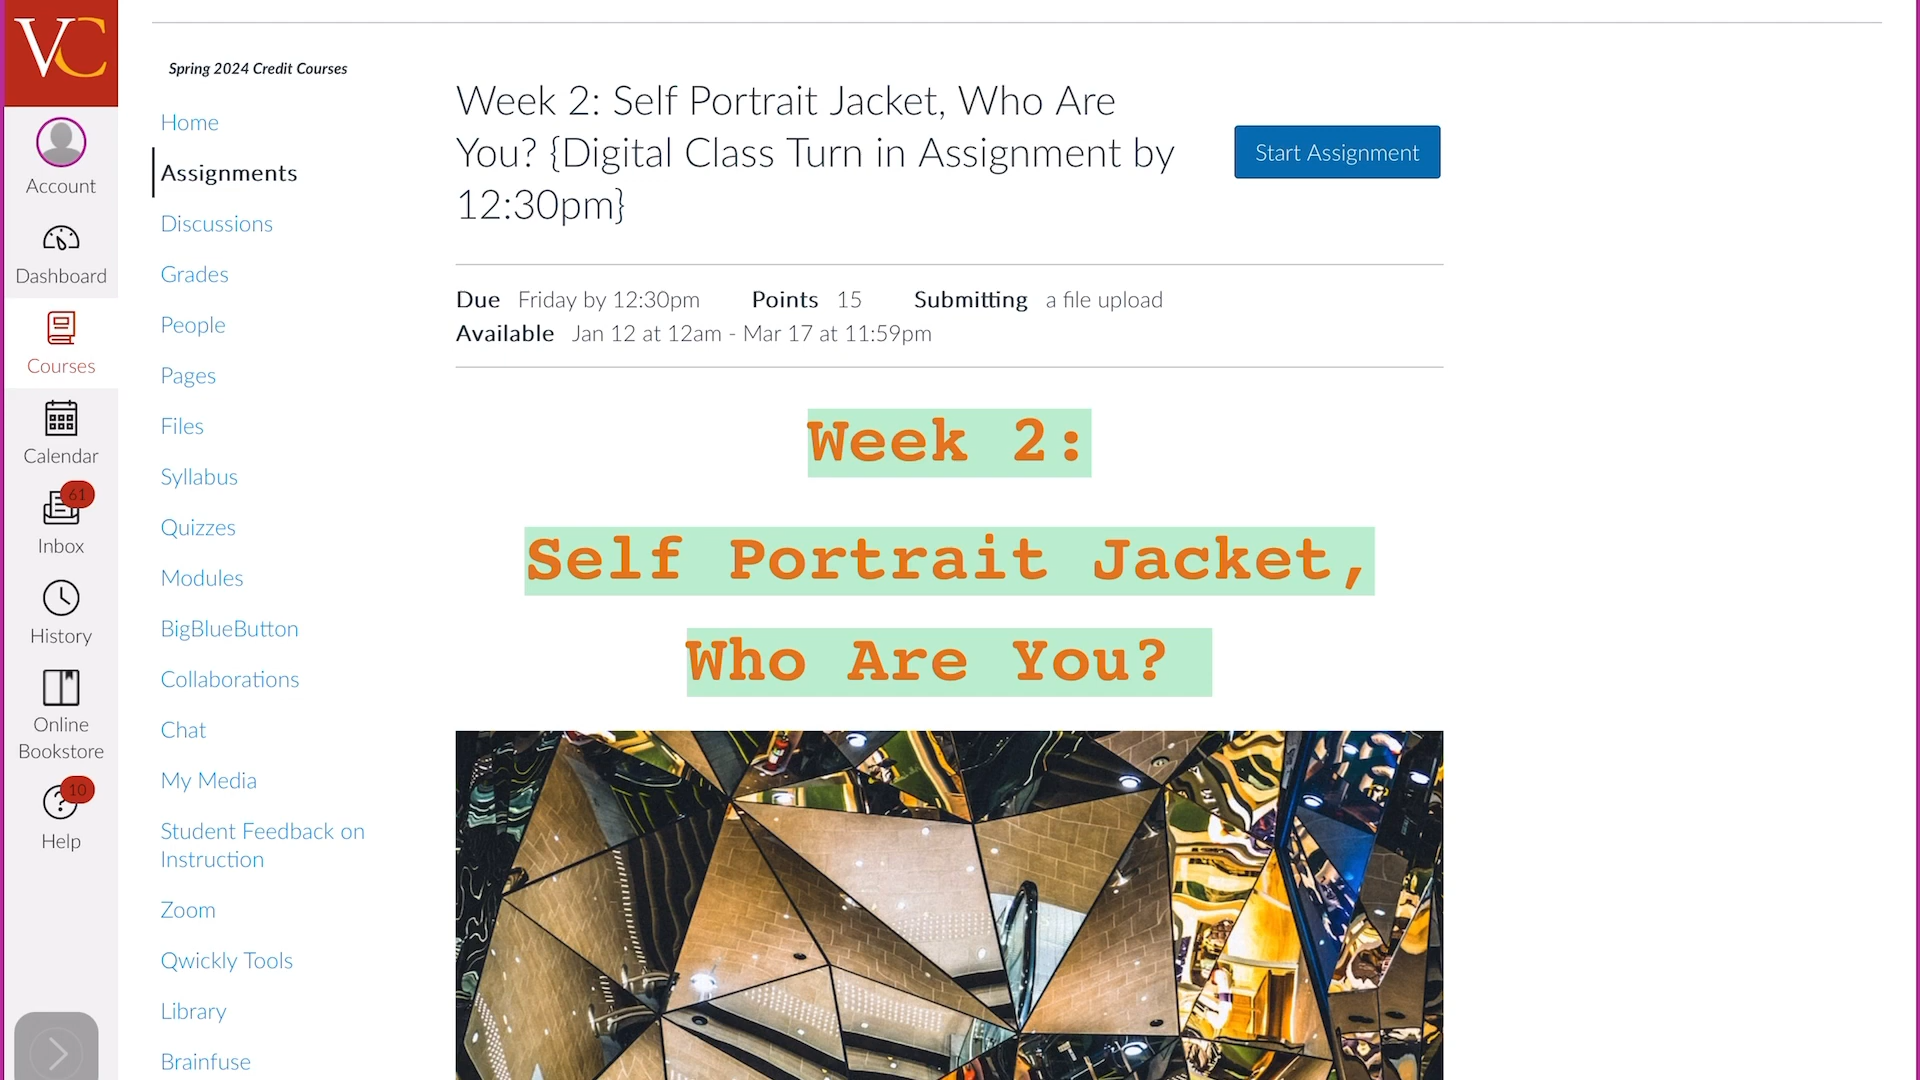 VC
Account
Dashboard
Courses
Calendar
61
Inbox
History
Online
Bookstore
10
Help
Spring 2024 Credit Courses
Home
Assignments
Discussions
Grades
People
Pages
Files
Syllabus
Quizzes
Modules
BigBlueButton
Collaborations
Chat
My Media
Student Feedback on
Instruction
Zoom
Qwickly Tools
Library
Brainfuse
Week 2: Self Portrait Jacket, Who Are
You? {Digital Class Turn in Assignment by
12:30pm}
Start Assignment
Due Friday by 12:30pm Points 15 Submitting a file upload
Available Jan 12 at 12am - Mar 17 at 11:59pm
Week 2:
Self Portrait Jacket,
Who Are You?